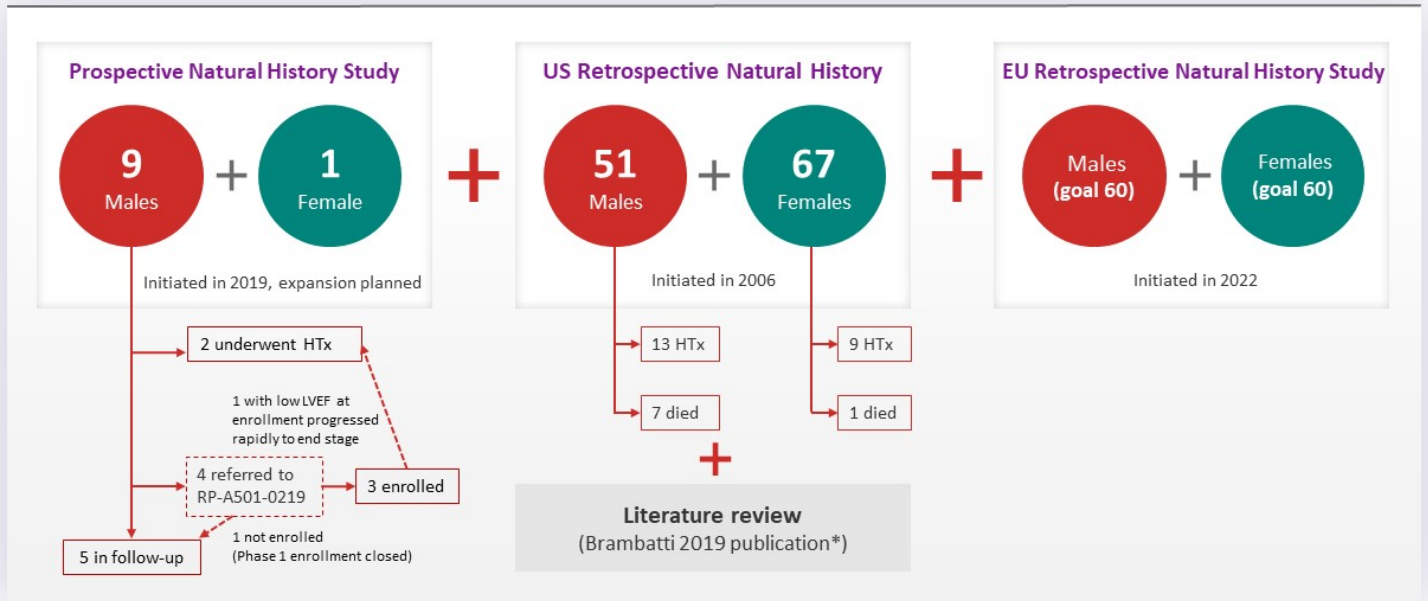 Prospective Natural History Study
9
Males
+
1
Female
Initiated in 2019, expansion planned
2 underwent HTx
1 with low LVEF at
enrollment progressed
rapidly to end stage
4 referred to
RP-A501-0219
3 enrolled
1 not enrolled
(Phase 1 enrollment closed)
5 in follow-up
+
US Retrospective Natural History
51
Males
+
67
Females
Initiated in 2006
13 HTx
7 died
9 HTx
1 died
+
Literature review
(Brambatti 2019 publication*)
+
EU Retrospective Natural History Study
Males
(goal 60)
+
Females
(goal 60)
Initiated in 2022